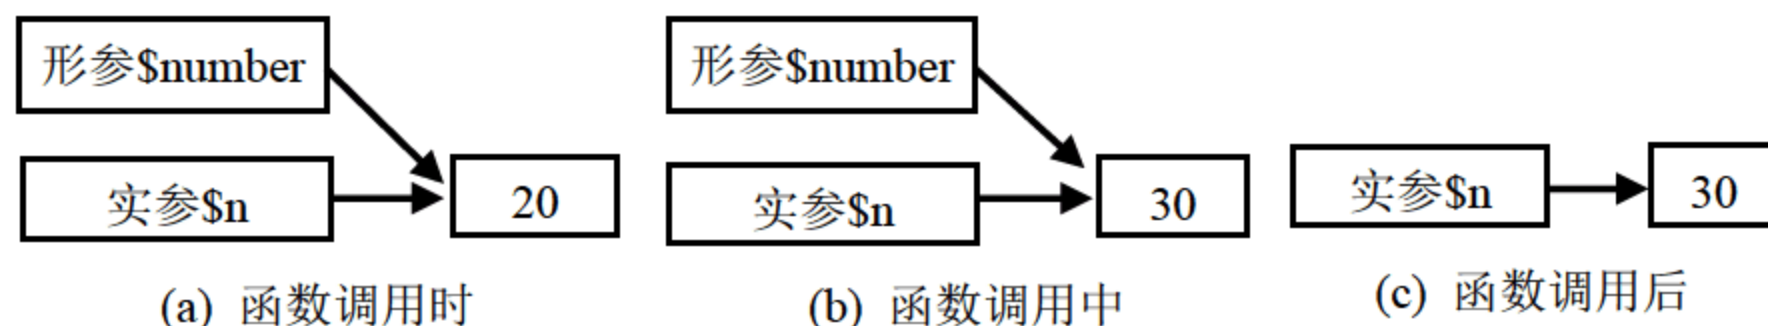 形参$number
实参$n
20
(a) 函数调用时
形参$number
实参$n
30
(b) 函数调用中
实参$n
30
(c) 函数调用后